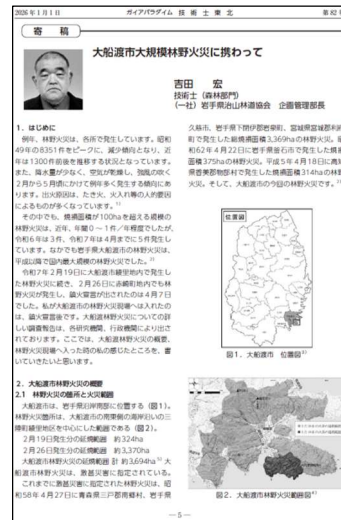 2026年1月1日
ガイアパラダイム 技術士東北
第82
寄稿
大船渡市大規模林野火災に携わって
吉田 宏
技術士(森林部門)
(一社)岩手県治山林道協会 企画管理部長
1. はじめに
例年、林野火災は、各所で発生しています。昭和
49年の8351件をピークに、減少傾向となり、近
年は1300件前後を推移する状況となっています。
また、降水量が少なく、空気が乾燥し、強風の吹く
2月から5月頃にかけて例年多く発生する傾向にあ
ります。出火原因は、たき火、火入れ等の人的要因
によるものが多くなっています。
その中でも、焼損面積が100haを超える規模の
林野火災は、近年、年間0~1件/年程度でしたが、
令和6年は3件、令和7年は4月までに5件発生し
ています。なかでも岩手県大船渡市の林野火災は、
平成以降で国内最大規模の林野火災でした。
令和7年2月19日に大船渡市綾里地内で発生し
た林野火災に続き、2月26日に赤崎町地内でも林
野火災が発生し、鎮火宣言が出されたのは4月7日
でした。私が大船渡市の林野火災現場へ入れたの
は、鎮火宣言後です。大船渡林野火災についての詳
しい調査報告は、各研究機関、行政機関により出さ
れております。ここでは、大船渡林野火災の概要、
林野火災現場へ入った時の私の感じたところを、書
いていきたいと思います。
2. 大船渡市林野火災の概要
2.1 林野火災の箇所と火災範囲
大船渡市は、岩手県沿岸南部に位置する(図1)。
林野火災箇所は、大船渡市の南東側の海岸沿いの三
陸町綾里地区を中心にした範囲である(図2)。
2月19日発生分の延焼範囲 約324ha
2月26日発生分の延焼範囲 約3,370ha
大船渡市林野火災の延焼範囲 計 約3,694ha
大船渡市林野火災は、激甚災害に指定されている。
これまでに激甚災害に指定された林野火災は、昭
和58年4月27日に青森県三戸郡南郷村、岩手県
久慈市、岩手県下閉伊郡岩泉町、宮城県宮城郡利府
町で発生した総焼損面積3,369haの林野火災。昭
和62年4月22日に岩手県釜石市で発生した焼損
面積375haの林野火災。平成5年4月18日に
発生した焼損面積314haの林野
火災。そして、大船渡市の今回の林野火災です。
位置図
図1. 大船渡市 位置図
図2. 大船渡市林野火災範囲図
—5—